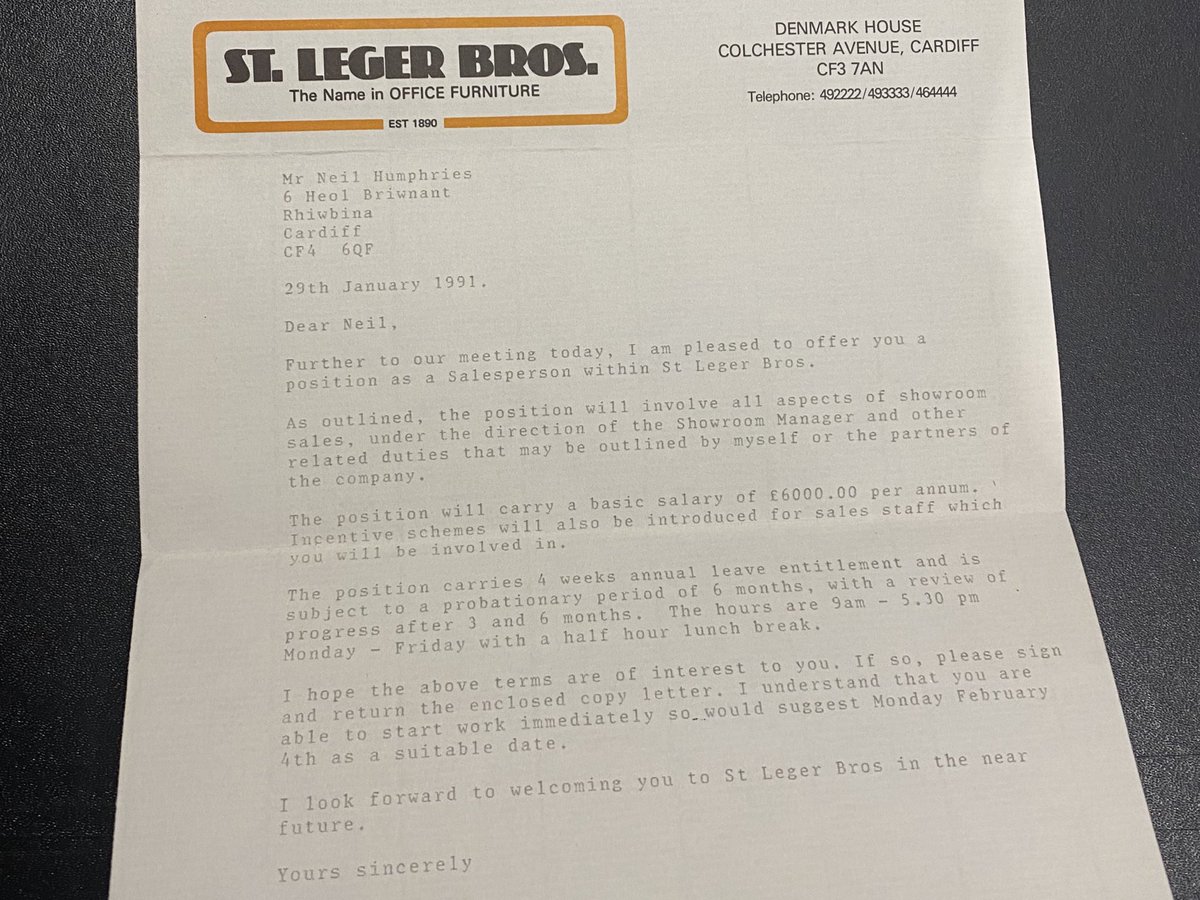 ST. LEGER BROS.
The Name in OFFICE FURNITURE
EST 1890
DENMARK HOUSE
COLCHESTER AVENUE, CARDIFF
CF3 7AN
Telephone: 492222/493333/464444
Mr Neil Humphries
6 Heol Briwnant
Rhiwbina
Cardiff
CF4 6QF
29th January 1991.
Dear Neil,
Further to our meeting today, I am pleased to offer you a
position as a Salesperson within St Leger Bros.
As outlined, the position will involve all aspects of showroom
sales, under the direction of the Showroom Manager and other
related duties that may be outlined by myself or the partners of
the company.
The position will carry a basic salary of £6000.00 per annum.
Incentive schemes will also be introduced for sales staff which
you will be involved in.
The position carries 4 weeks annual leave entitlement and is
subject to a probationary period of 6 months, with a review of
progress after 3 and 6 months. The hours are 9am - 5.30 pm
Monday - Friday with a half hour lunch break.
I hope the above terms are of interest to you. If so, please sign
and return the enclosed copy letter. I understand that you are
able to start work immediately so would suggest Monday February
4th as a suitable date.
I look forward to welcoming you to St Leger Bros in the near
future.
Yours sincerely